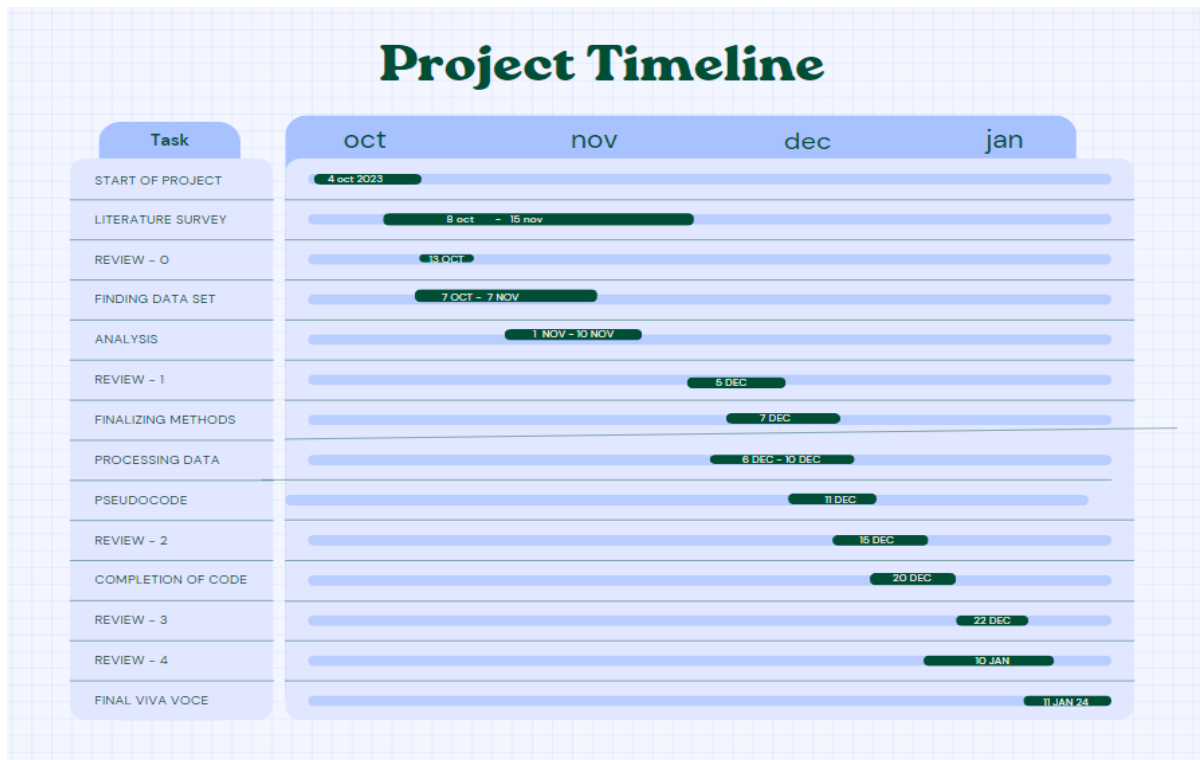 Project Timeline
Task oct nov dec jan
START OF PROJECT 4 oct 2023
LITERATURE SURVEY 8 oct - 15 nov
REVIEW - 0 13 OCT
FINDING DATA SET 7 OCT - 7 NOV
ANALYSIS 1 NOV - 10 NOV
REVIEW - 1 5 DEC
FINALIZING METHODS 7 DEC
PROCESSING DATA 6 DEC - 10 DEC
PSEUDOCODE 11 DEC
REVIEW - 2 15 DEC
COMPLETION OF CODE 20 DEC
REVIEW - 3 22 DEC
REVIEW - 4 10 JAN
FINAL VIVA VOCE 11 JAN 24